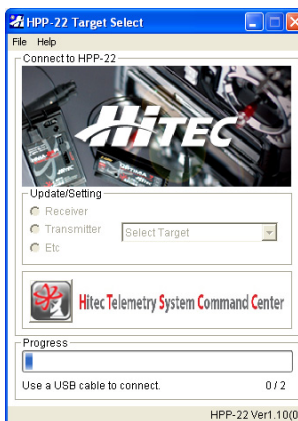 HPP-22 Target Select
File Help
Connect to HPP-22
HITEC
Update/Setting
Receiver
Transmitter
Select Target
Etc
Hitec Telemetry System Command Center
Progress
Use a USB cable to connect. 0 / 2
HPP-22 Ver1.10(0